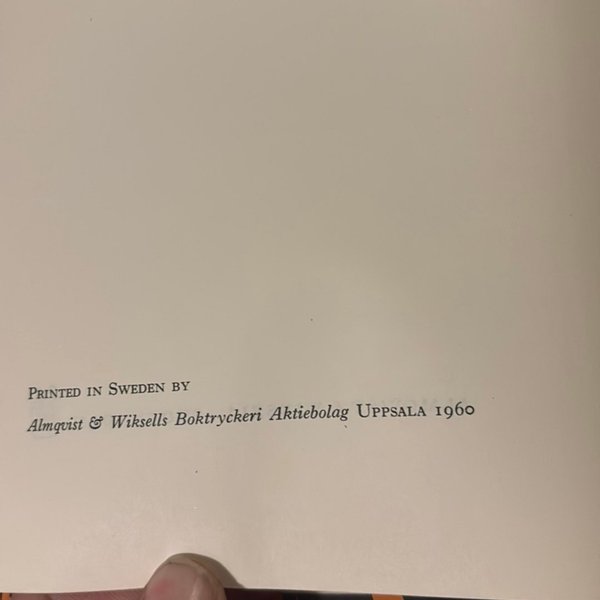 Printed in Sweden by
Almqvist & Wiksells Boktryckeri Aktiebolag Uppsala 1960